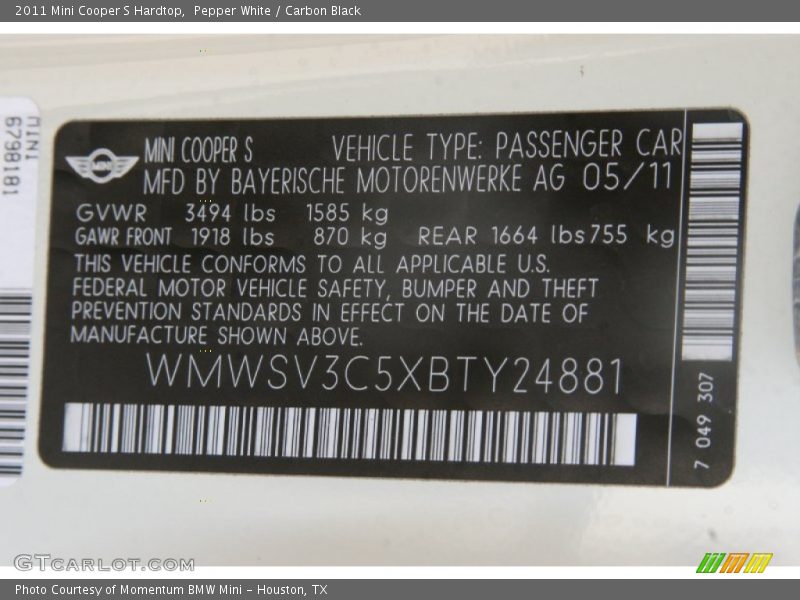 2011 Mini Cooper S Hardtop,  Pepper White / Carbon Black
MINI
6798181
MINI
MINI COOPER S VEHICLE TYPE: PASSENGER CAR
MFD BY BAYERISCHE MOTORENWERKE AG 05/11
GVWR 3494 lbs 1585 kg
GAWR FRONT 1918 lbs 870 kg REAR 1664 lbs 755 kg
THIS VEHICLE CONFORMS TO ALL APPLICABLE U.S.
FEDERAL MOTOR VEHICLE SAFETY, BUMPER AND THEFT
PREVENTION STANDARDS IN EFFECT ON THE DATE OF
MANUFACTURE SHOWN ABOVE.
WMWSV3C5XBTY24881
7 049 307
GTCARLOT.COM
Photo Courtesy of Momentum BMW Mini - Houston, TX